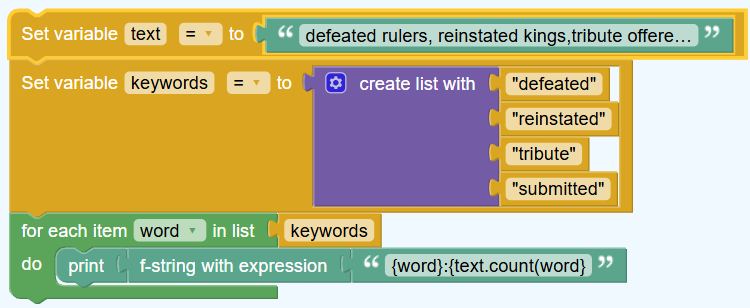 Set variable text = to “ defeated rulers, reinstated kings,tribute offere… ”
Set variable keywords = to create list with "defeated"
"reinstated"
"tribute"
"submitted"
for each item word in list keywords
do print f-string with expression “ {word}:{text.count(word} ”